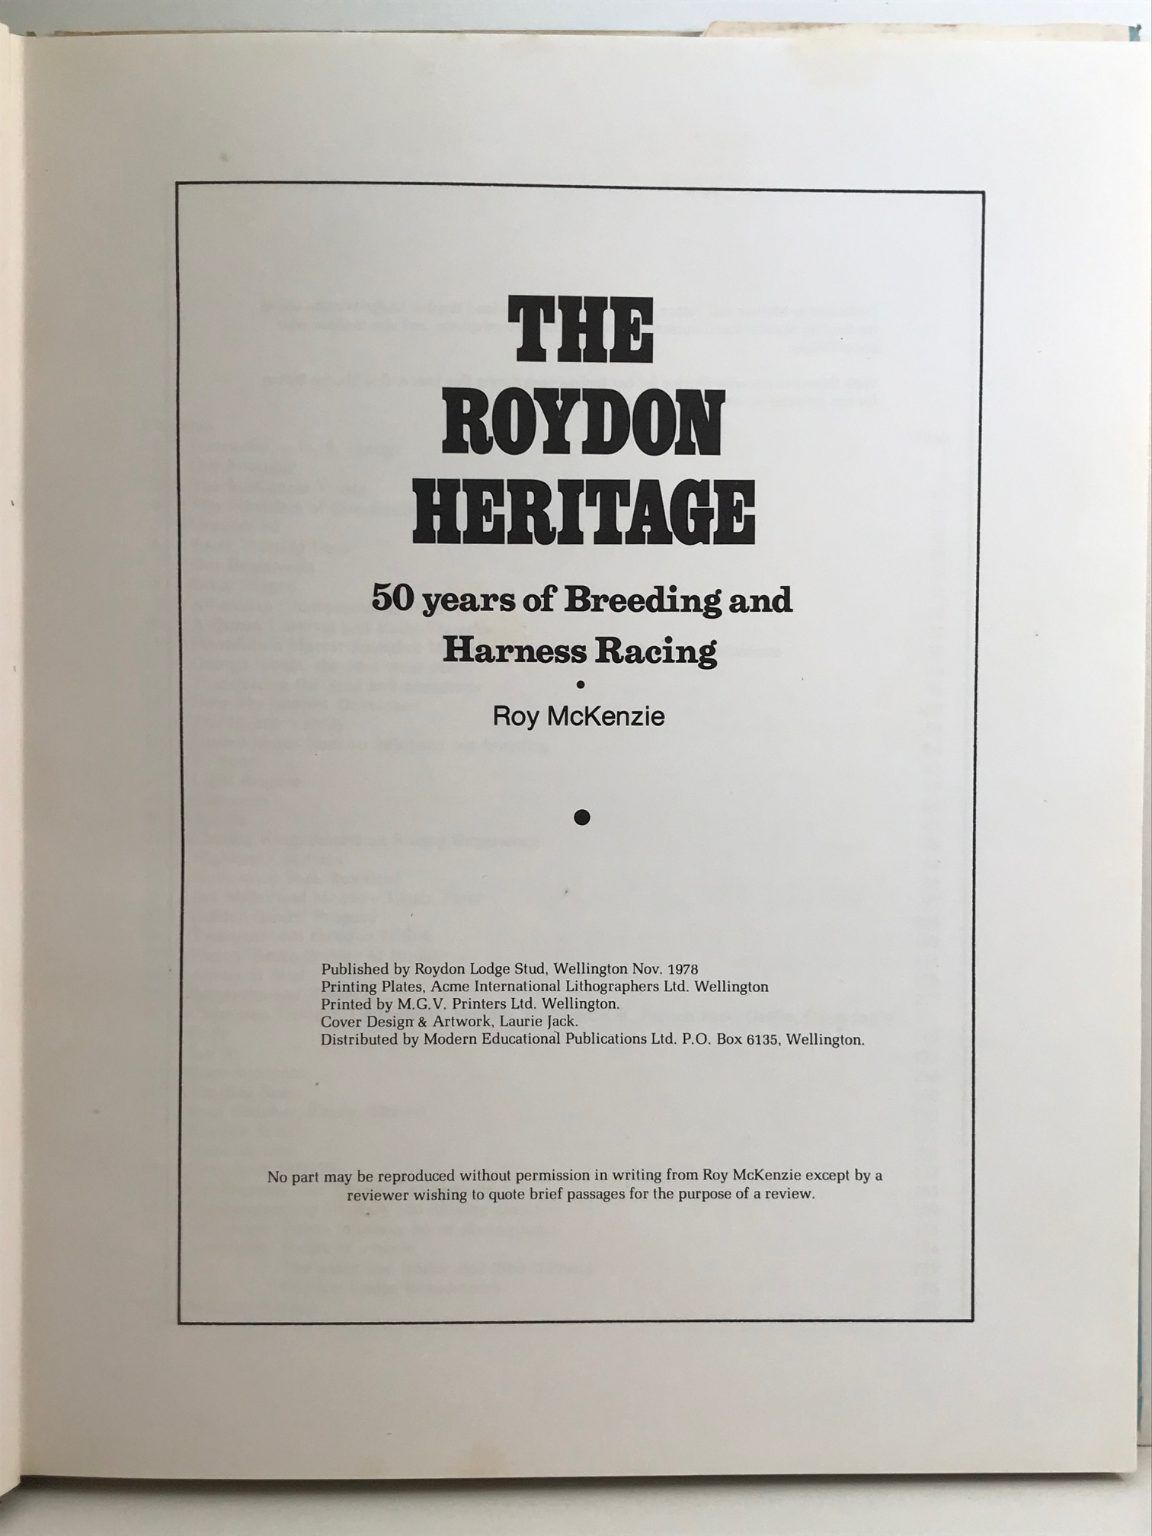 THE
ROYDON
HERITAGE
50 years of Breeding and
Harness Racing
•
Roy McKenzie
•
Published by Roydon Lodge Stud, Wellington Nov. 1978
Printing Plates, Acme International Lithographers Ltd. Wellington
Printed by M.G.V. Printers Ltd. Wellington.
Cover Design & Artwork, Laurie Jack.
Distributed by Modern Educational Publications Ltd. P.O. Box 6135, Wellington.
No part may be reproduced without permission in writing from Roy McKenzie except by a
reviewer wishing to quote brief passages for the purpose of a review.